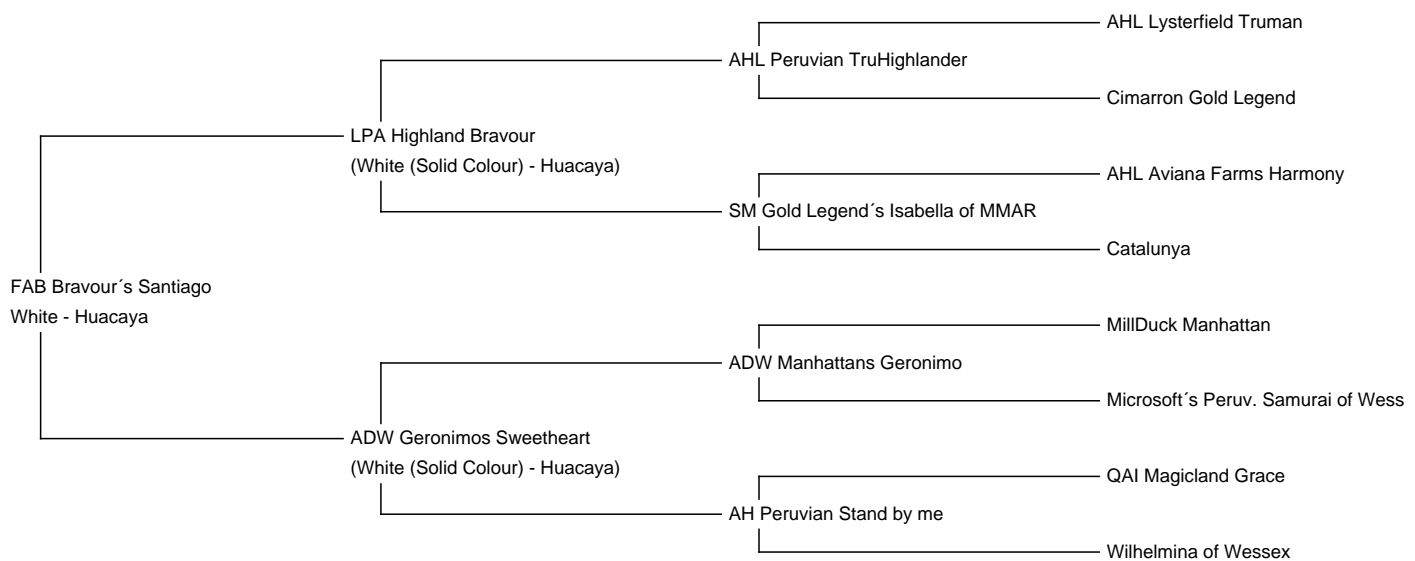 AHL Lysterfield Truman
AHL Peruvian TruHighlander
Cimarron Gold Legend
LPA Highland Bravour
(White (Solid Colour) - Huacaya)
AHL Aviana Farms Harmony
SM Gold Legend´s Isabella of MMAR
Catalunya
FAB Bravour´s Santiago
White - Huacaya
MillDuck Manhattan
ADW Manhattans Geronimo
Microsoft´s Peruv. Samurai of Wess
ADW Geronimos Sweetheart
(White (Solid Colour) - Huacaya)
QAI Magicland Grace
AH Peruvian Stand by me
Wilhelmina of Wessex